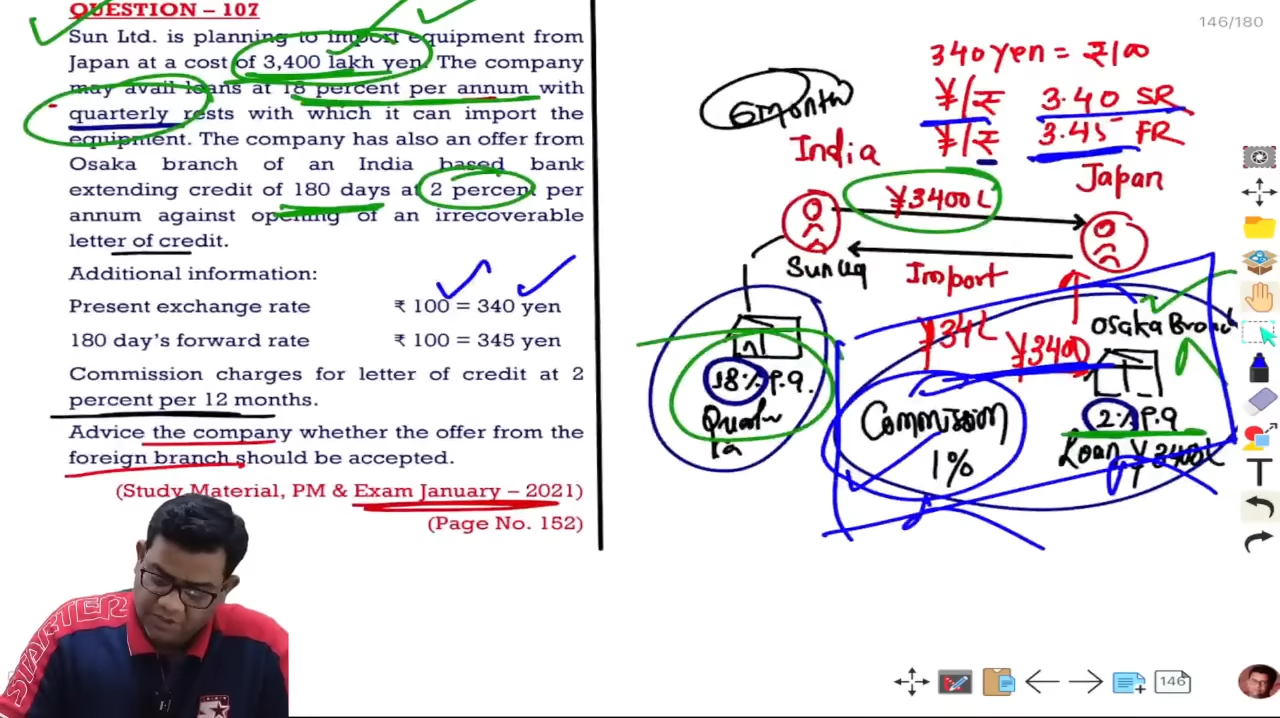 146/180
QUESTION – 107
Sun Ltd. is planning to import equipment from
Japan at a cost of 3,400 lakh yen. The company
may avail loans at 18 percent per annum with
quarterly rests with which it can import the
equipment. The company has also an offer from
Osaka branch of an India based bank
extending credit of 180 days at 2 percent per
annum against opening of an irrecoverable
letter of credit.
Additional information:
Present exchange rate ₹ 100 = 340 yen
180 day's forward rate ₹ 100 = 345 yen
Commission charges for letter of credit at 2
percent per 12 months.
Advice the company whether the offer from the
foreign branch should be accepted.
(Study Material, PM & Exam January – 2021)
(Page No. 152)
340 yen = ₹100
¥/₹ 3.40 SR
¥/₹ 3.45 FR
6 month
India
Japan
¥3400 L
Sun
Import
¥34L
¥3400
Osaka Branch
18% P.a
2% P.a
Commission
1%
Loan ¥3400L
STARTER
146